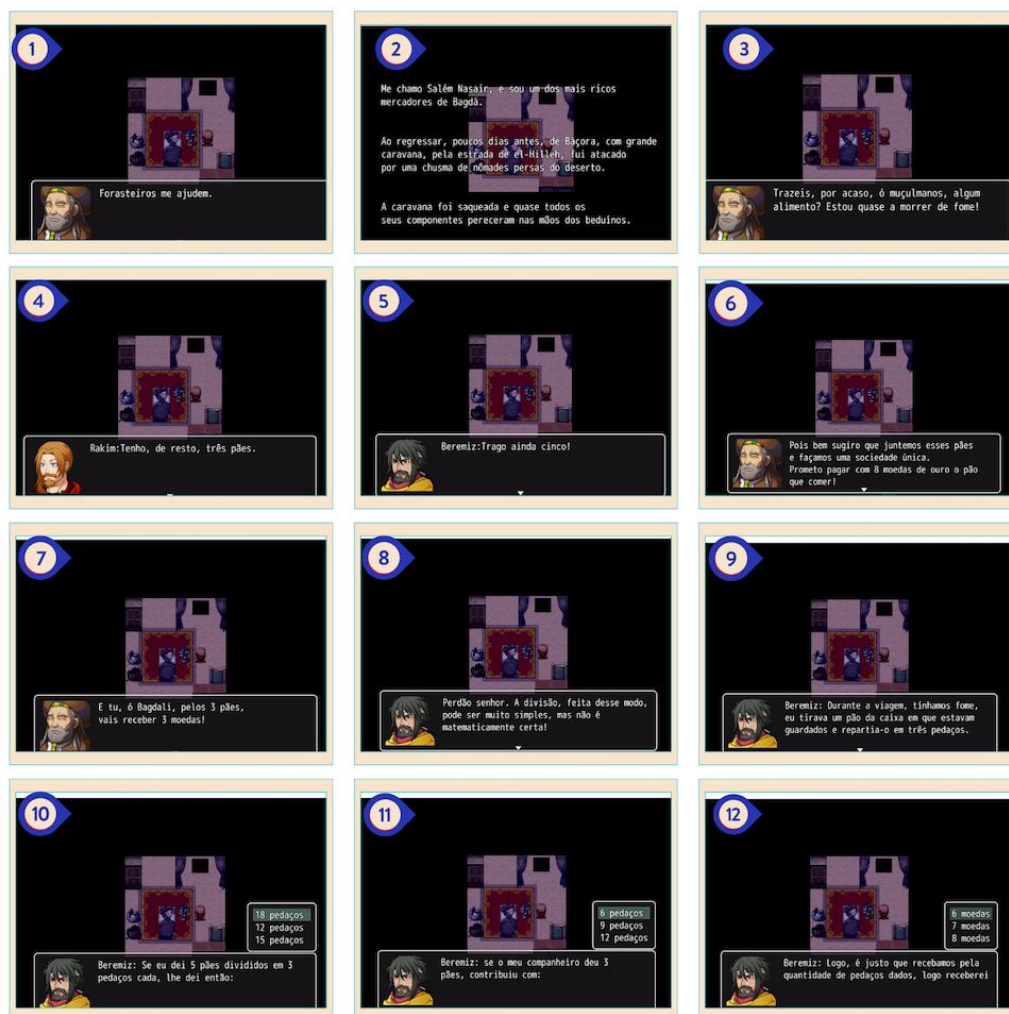 1
Forasteiros me ajudem.
2
Me chamo Salém Nasair, e sou um dos mais ricos
mercadores de Bagdá.
Ao regressar, poucos dias antes, de Báçora, com grande
caravana, pela estrada de el-Hilleh, fui atacado
por uma chusma de nômades persas do deserto.
A caravana foi saqueada e quase todos os
seus componentes pereceram nas mãos dos beduínos.
3
Trazeis, por acaso, ó muçulmanos, algum
alimento? Estou quase a morrer de fome!
4
Rakim:Tenho, de resto, três pães.
5
Beremiz:Trago ainda cinco!
6
Pois bem sugiro que juntemos esses pães
e façamos uma sociedade única.
Prometo pagar com 8 moedas de ouro o pão
que comer!
7
E tu, ó Bagdali, pelos 3 pães,
vais receber 3 moedas!
8
Perdão senhor. A divisão, feita desse modo,
pode ser muito simples, mas não é
matematicamente certa!
9
Beremiz: Durante a viagem, tínhamos fome,
eu tirava um pão da caixa em que estavam
guardados e repartia-o em três pedaços.
10
18 pedaços
12 pedaços
15 pedaços
Beremiz: Se eu dei 5 pães divididos em 3
pedaços cada, lhe dei então:
11
6 pedaços
9 pedaços
12 pedaços
Beremiz: se o meu companheiro deu 3
pães, contribuiu com:
12
6 moedas
7 moedas
8 moedas
Beremiz: Logo, é justo que recebamos pela
quantidade de pedaços dados, logo receberei